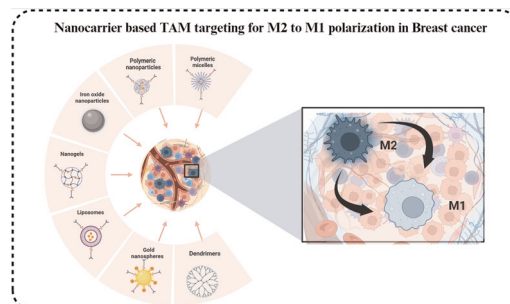 Nanocarrier based TAM targeting for M2 to M1 polarization in Breast cancer
Polymeric
nanoparticles
Polymeric
micelles
Iron oxide
nanoparticles
Nanogels
Liposomes
Gold
nanospheres
Dendrimers
M2
M1